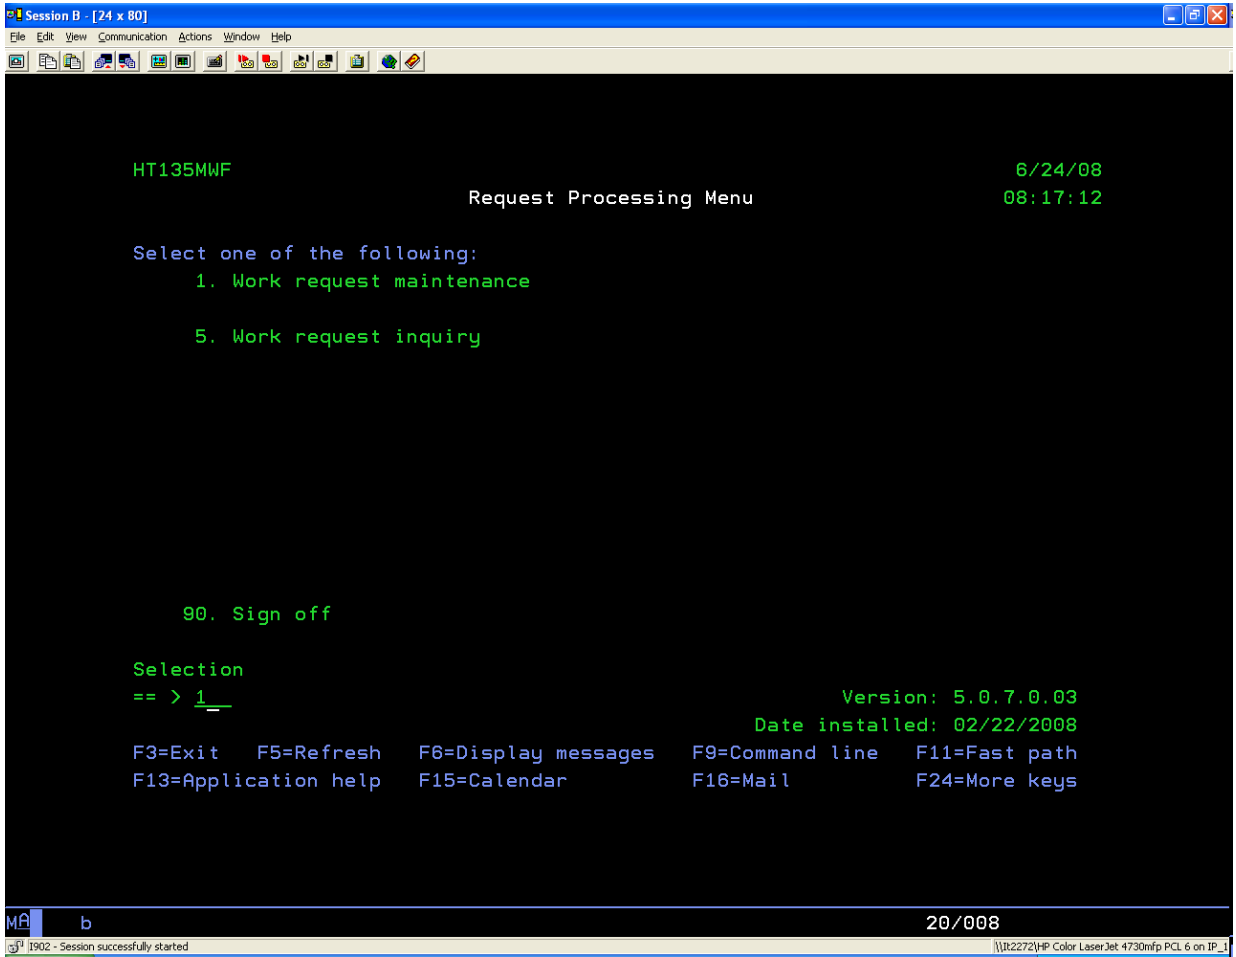 Session B - [24 x 80]
File Edit View Communication Actions Window Help
HT135MWF 6/24/08
Request Processing Menu 08:17:12
Select one of the following:
1. Work request maintenance
5. Work request inquiry
90. Sign off
Selection
== > 1 Version: 5.0.7.0.03
Date installed: 02/22/2008
F3=Exit F5=Refresh F6=Display messages F9=Command line F11=Fast path
F13=Application help F15=Calendar F16=Mail F24=More keys
MA b 20/008
I902 - Session successfully started \\It2272\HP Color LaserJet 4730mfp PCL 6 on IP_1